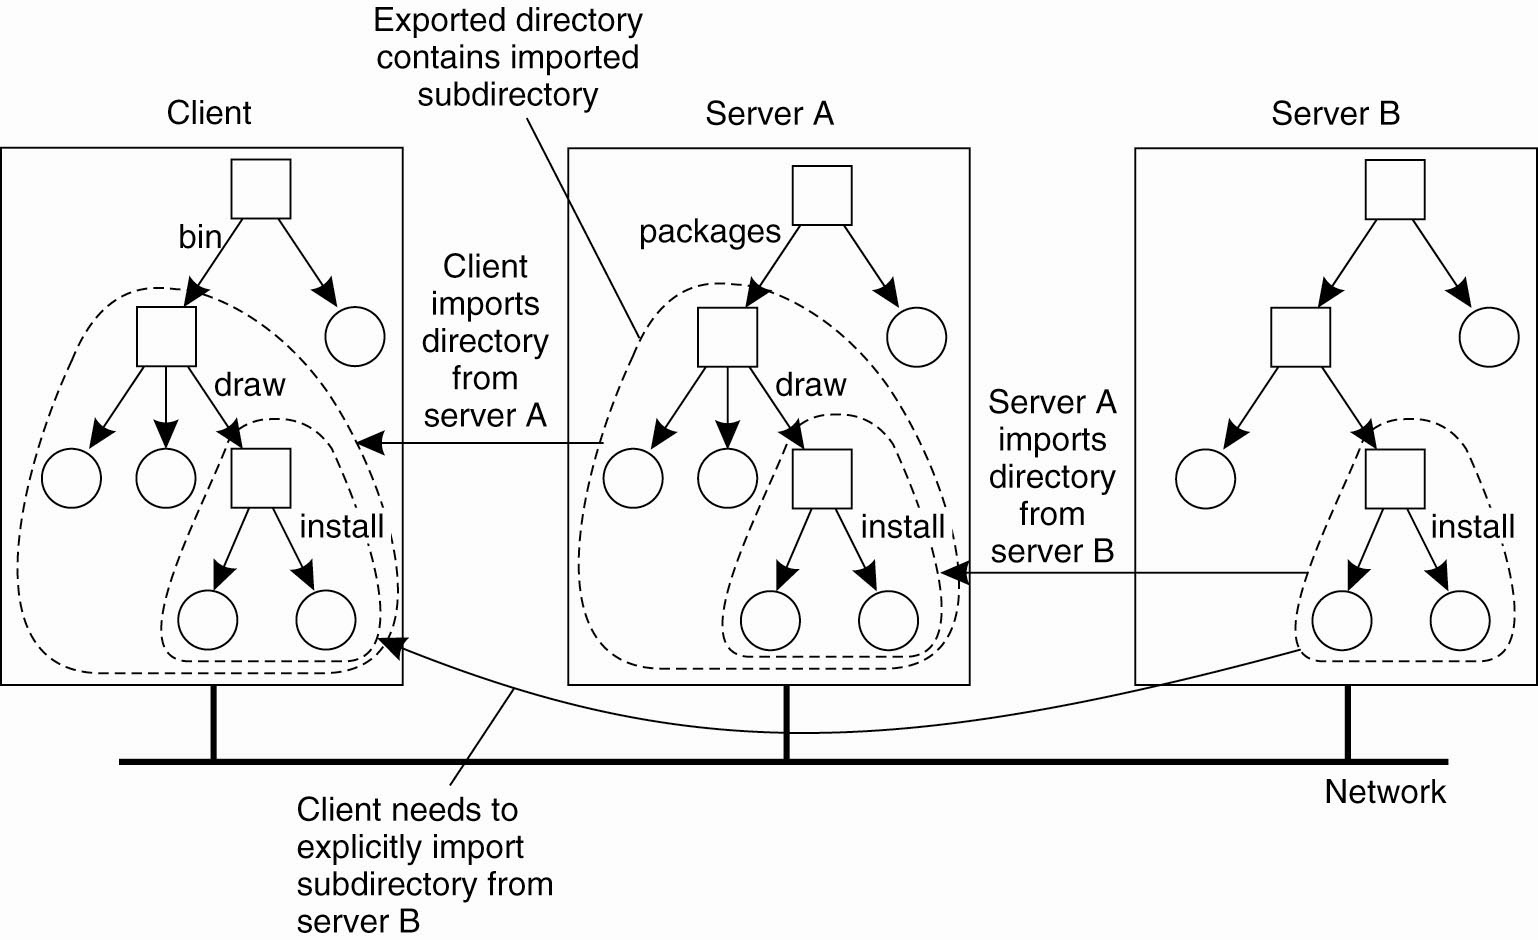 Exported directory
contains imported
subdirectory
Client
Server A
Server B
bin
packages
Client
imports
directory
from
server A
draw
draw
Server A
imports
directory
from
server B
install
install
install
Network
Client needs to
explicitly import
subdirectory from
server B